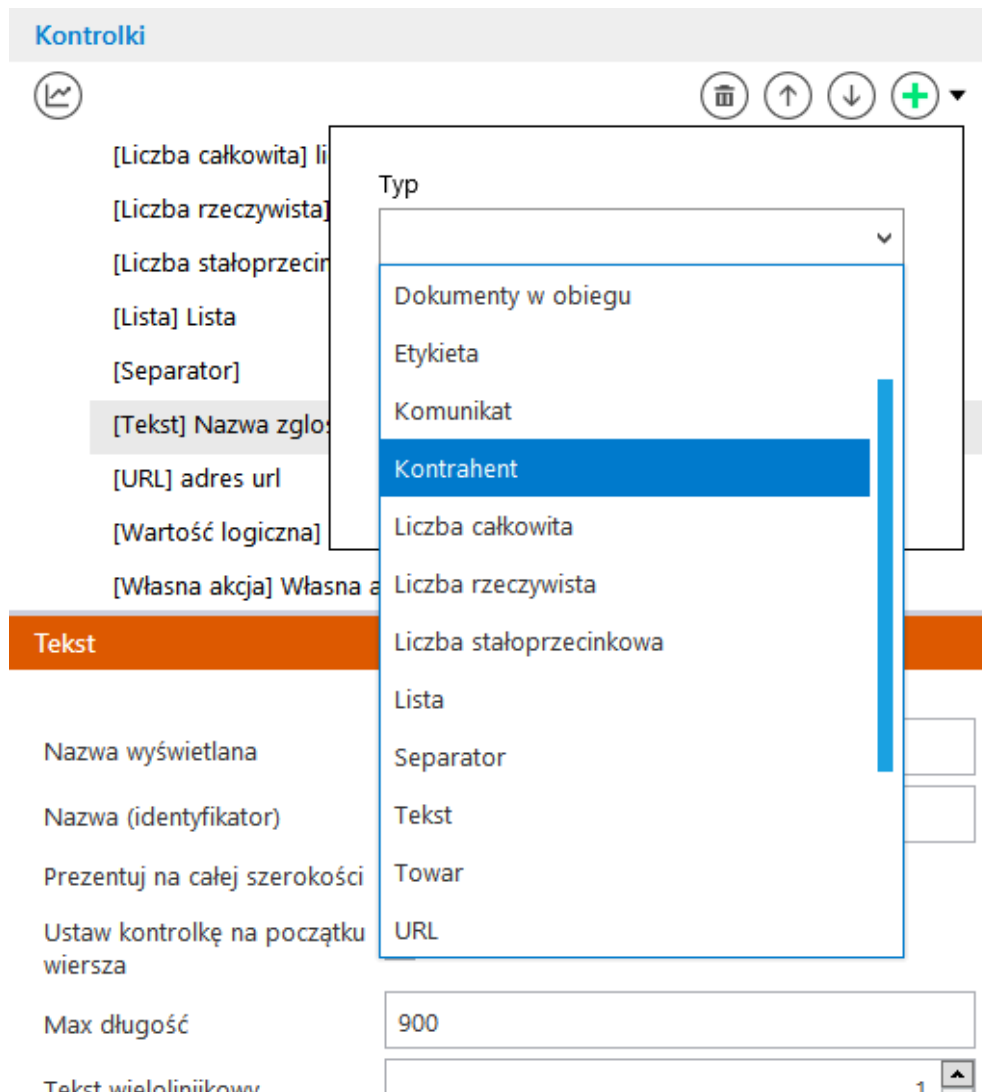 Kontrolki
[Liczba całkowita] li
Typ
[Liczba rzeczywista]
[Liczba stałoprzecin
Dokumenty w obiegu
[Lista] Lista
Etykieta
[Separator]
Komunikat
[Tekst] Nazwa zglos
Kontrahent
[URL] adres url
Liczba całkowita
[Wartość logiczna]
[Własna akcja] Własna a
Liczba rzeczywista
Tekst
Liczba stałoprzecinkowa
Lista
Nazwa wyświetlana
Separator
Nazwa (identyfikator)
Tekst
Prezentuj na całej szerokości
Towar
Ustaw kontrolkę na początku
wiersza
URL
Max długość
900
Tekst wielolinijkowy
1